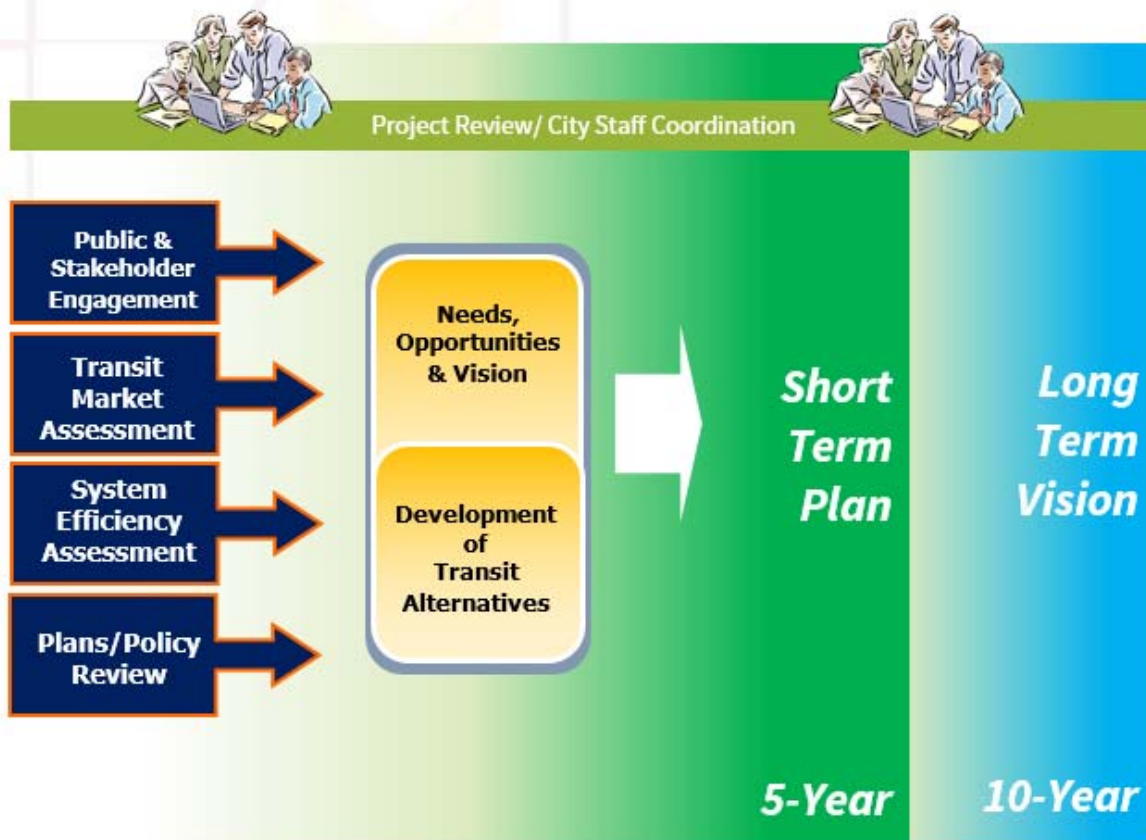 Project Review/ City Staff Coordination
Public &
Stakeholder
Engagement
Transit
Market
Assessment
System
Efficiency
Assessment
Plans/Policy
Review
Needs,
Opportunities
& Vision
Development
of
Transit
Alternatives
Short
Term
Plan
5-Year
Long
Term
Vision
10-Year